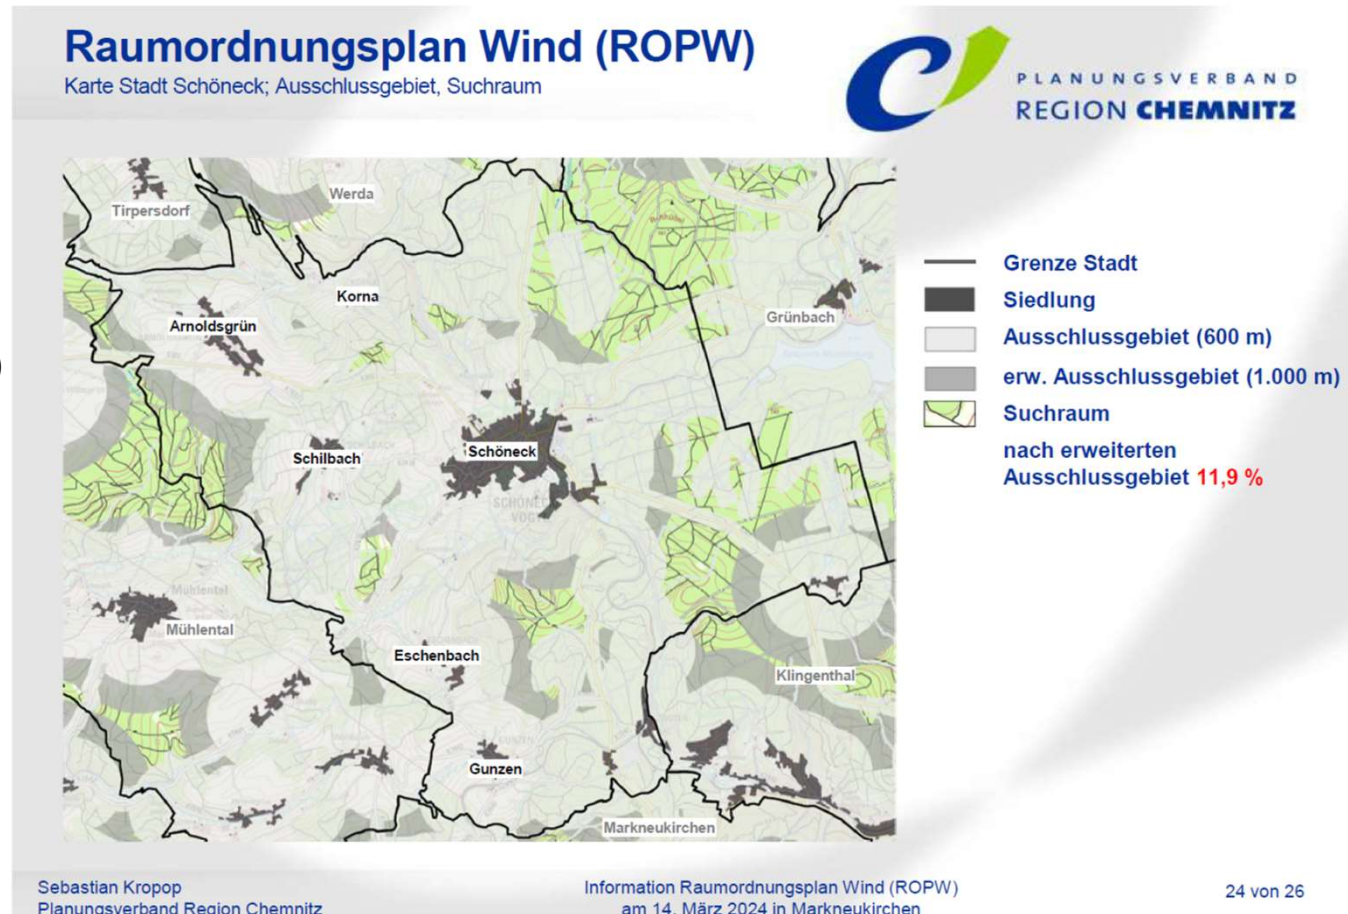 Raumordnungsplan Wind (ROPW)
Karte Stadt Schöneck; Ausschlussgebiet, Suchraum
PLANUNGSVERBAND
REGION CHEMNITZ
Werda
Tirpersdorf
Korna
Arnoldsgrün
Grünbach
Schilbach
Schöneck
Mühlental
Mühlental
Eschenbach
Klingenthal
Gunzen
Markneukirchen
Grenze Stadt
Siedlung
Ausschlussgebiet (600 m)
erw. Ausschlussgebiet (1.000 m)
Suchraum
nach erweiterten
Ausschlussgebiet 11,9 %
Sebastian Kropop
Planungsverband Region Chemnitz
Information Raumordnungsplan Wind (ROPW)
am 14. März 2024 in Markneukirchen
24 von 26